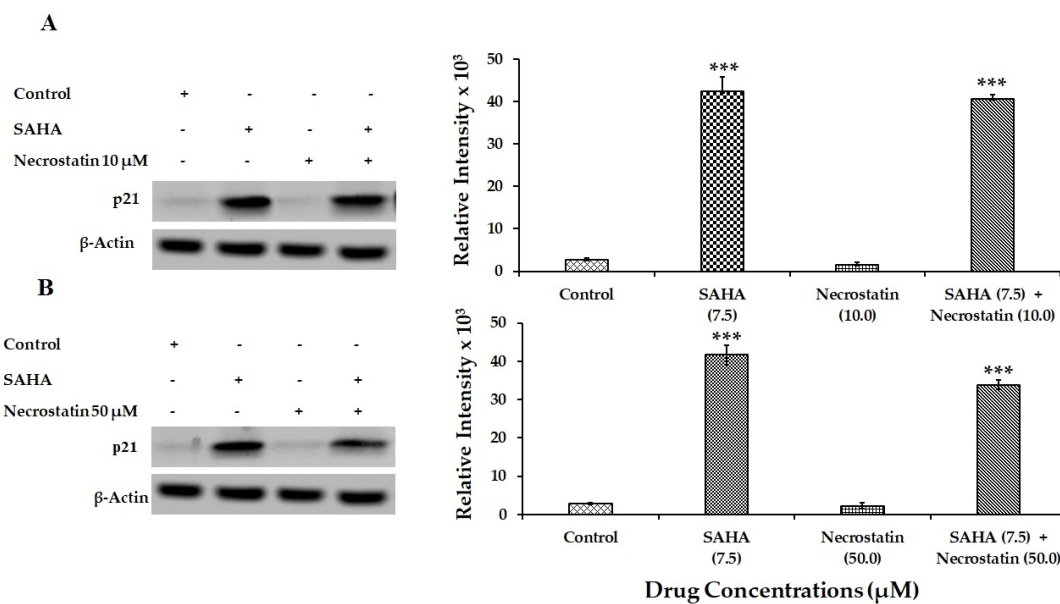 A
Control + - - -
SAHA - + - +
Necrostatin 10 μM - - + +
p21
β-Actin
Relative Intensity x 10³
50
40
30
20
10
0
***
***
Control
SAHA
(7.5)
Necrostatin
(10.0)
SAHA (7.5) +
Necrostatin (10.0)
B
Control + - - -
SAHA - + - +
Necrostatin 50 μM - - + +
p21
β-Actin
Relative Intensity x 10³
50
40
30
20
10
0
***
***
Control
SAHA
(7.5)
Necrostatin
(50.0)
SAHA (7.5) +
Necrostatin (50.0)
Drug Concentrations (μM)